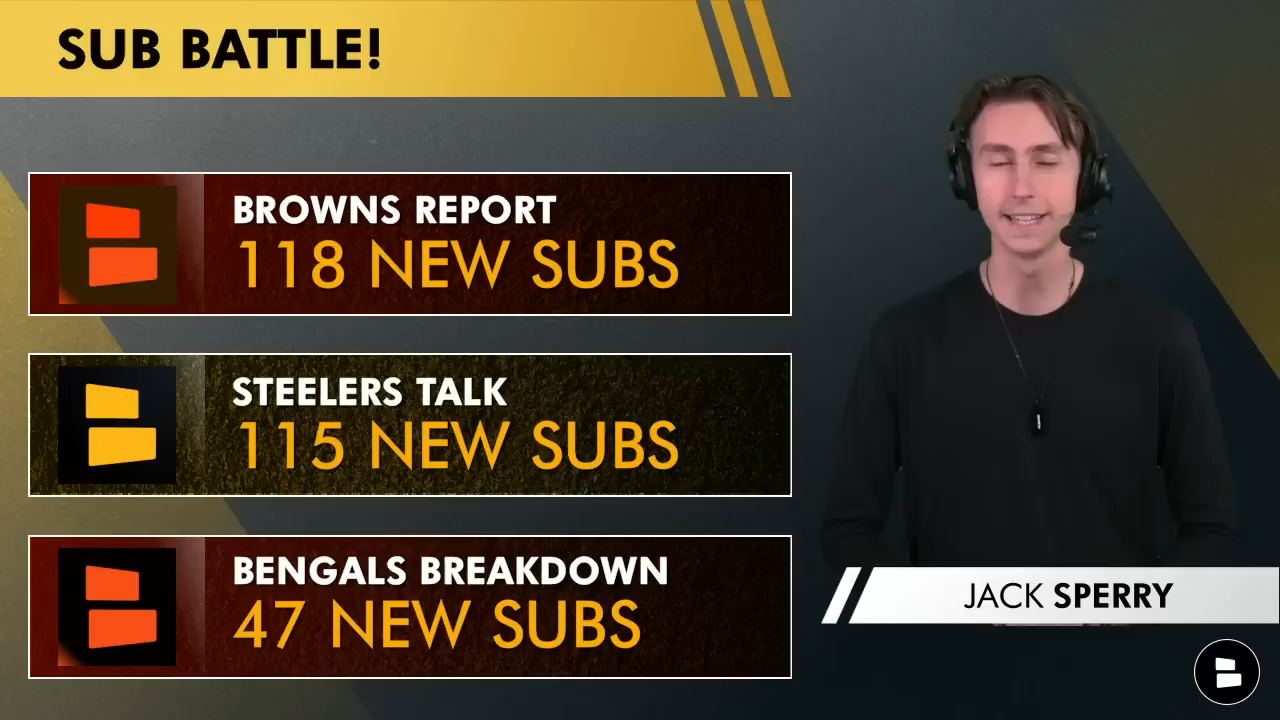 SUB BATTLE!
BROWNS REPORT
118 NEW SUBS
STEELERS TALK
115 NEW SUBS
BENGALS BREAKDOWN
47 NEW SUBS
JACK SPERRY